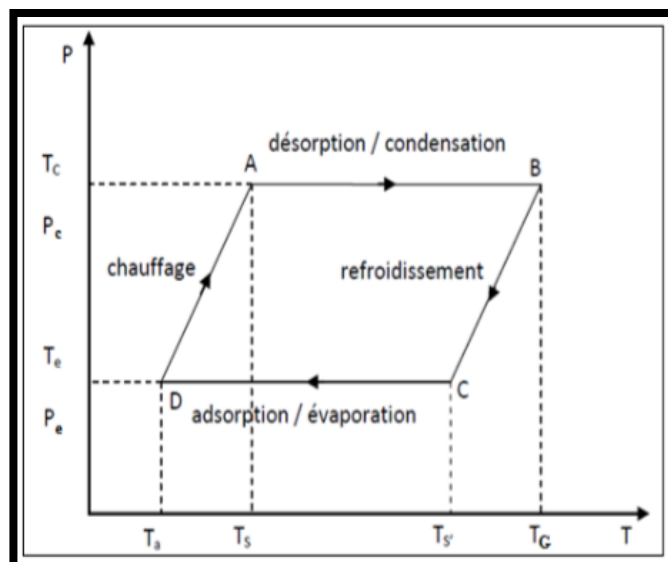 P
désorption / condensation
T_c A B
P_c
chauffage refroidissement
T_e
D C
adsorption / évaporation
P_e
T_a T_s T_s' T_G T